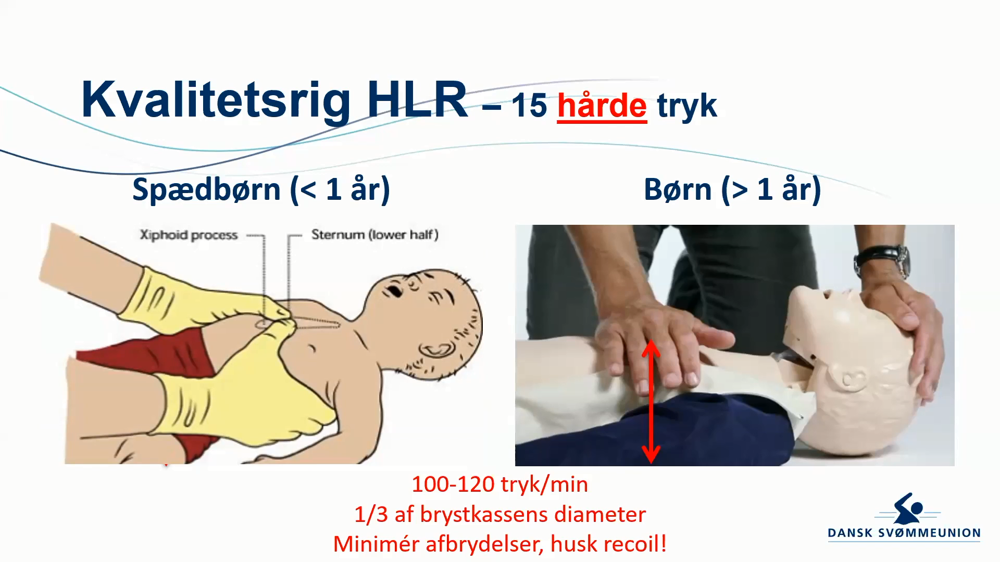 Kvalitetsrig HLR – 15 hårde tryk
Spædbørn (< 1 år)
Børn (> 1 år)
Xiphoid process
Sternum (lower half)
100-120 tryk/min
1/3 af brystkassens diameter
Minimér afbrydelser, husk recoil!
DANSK SVØMMEUNION